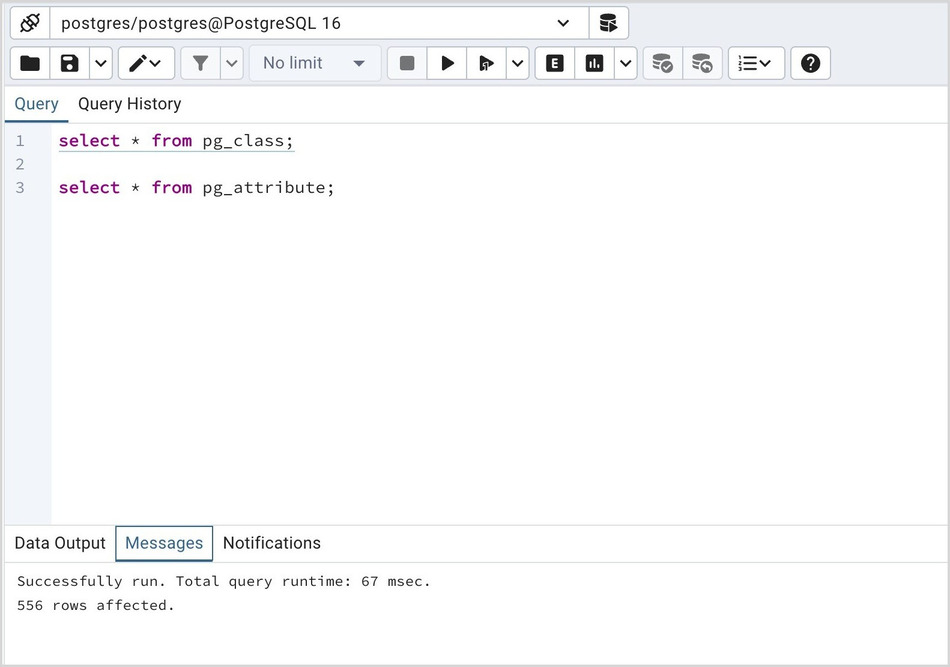 postgres/postgres@PostgreSQL 16
No limit
E
Query Query History
1 select * from pg_class;
2
3 select * from pg_attribute;
Data Output Messages Notifications
Successfully run. Total query runtime: 67 msec.
556 rows affected.